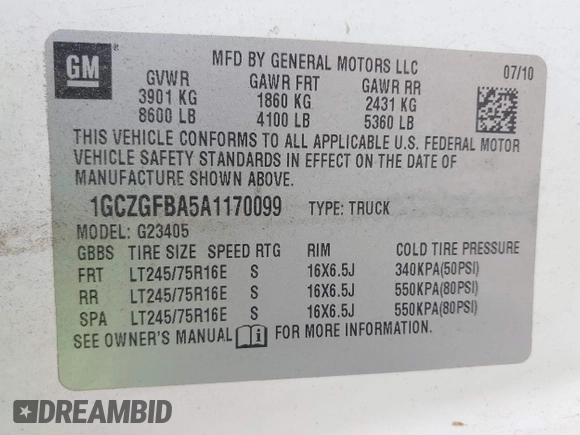 GM
MFD BY GENERAL MOTORS LLC
07/10
GVWR GAWR FRT GAWR RR
3901 KG 1860 KG 2431 KG
8600 LB 4100 LB 5360 LB
THIS VEHICLE CONFORMS TO ALL APPLICABLE U.S. FEDERAL MOTOR
VEHICLE SAFETY STANDARDS IN EFFECT ON THE DATE OF
MANUFACTURE SHOWN ABOVE.
1GCZGFBA5A1170099 TYPE: TRUCK
MODEL: G23405
GBBS TIRE SIZE SPEED RTG RIM COLD TIRE PRESSURE
FRT LT245/75R16E S 16X6.5J 340KPA(50PSI)
RR LT245/75R16E S 16X6.5J 550KPA(80PSI)
SPA LT245/75R16E S 16X6.5J 550KPA(80PSI)
SEE OWNER'S MANUAL FOR MORE INFORMATION.
DREAMBID